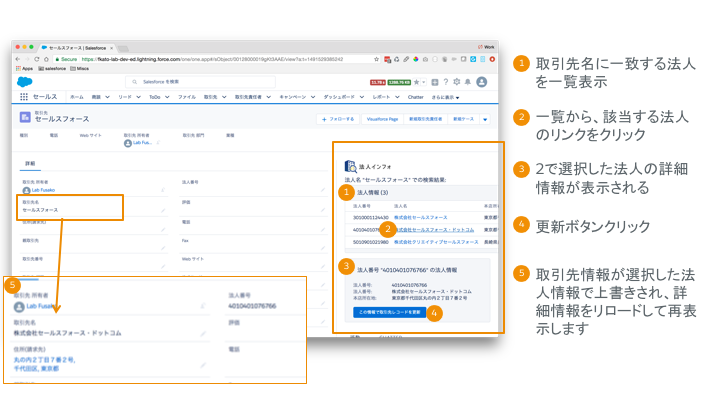 セールスフォース | Salesforce
Work
Secure https://fkato-lab-dev-ed.lightning.force.com/one/one.app#/sObject/
Apps salesforce Misca
Salesforce を検索
セールス ホーム 商談 リード ToDo ファイル 取引先 取引先責任者 キャンペーン ダッシュボード レポート Chatter さらに表示
取引先
セールスフォース
+ フォローする Visualforce Page 新規取引先責任者 新規ケース
種別 電話 Web サイト 取引先 所有者 取引先 部門 業種
Lab Fus...
詳細
取引先 所有者
Lab Fusako
法人番号
取引先名
セールスフォース
評価
住所(請求先)
電話
親取引先
Fax
取引先番号
Web サイト
法人インフォ
法人名 "セールスフォース" での検索結果:
1 法人情報 (3)
法人番号 法人名
3010001124430 株式会社セールスフォース 東京都
株式会社セールスフォース・ドットコム 東京都
2
5010901021980 株式会社クリエイティブセールスフォース 長崎県
3 法人番号 "4010401076766" の法人情報
法人番号: 4010401076766
法人名: 株式会社セールスフォース・ドットコム
本店所在地: 東京都千代田区丸の内２丁目７番２号
この情報で取引先レコードを更新 4
5
取引先 所有者
Lab Fusako
法人番号
4010401076766
取引先名
株式会社セールスフォース・ドットコム
評価
住所(請求先)
丸の内２丁目７番２号,
千代田区, 東京都
電話
1 取引先名に一致する法人
を一覧表示
2 一覧から、該当する法人
のリンクをクリック
3 2で選択した法人の詳細
情報が表示される
4 更新ボタンクリック
5 取引先情報が選択した法
人情報で上書きされ、詳
細情報をリロードして再表
示します